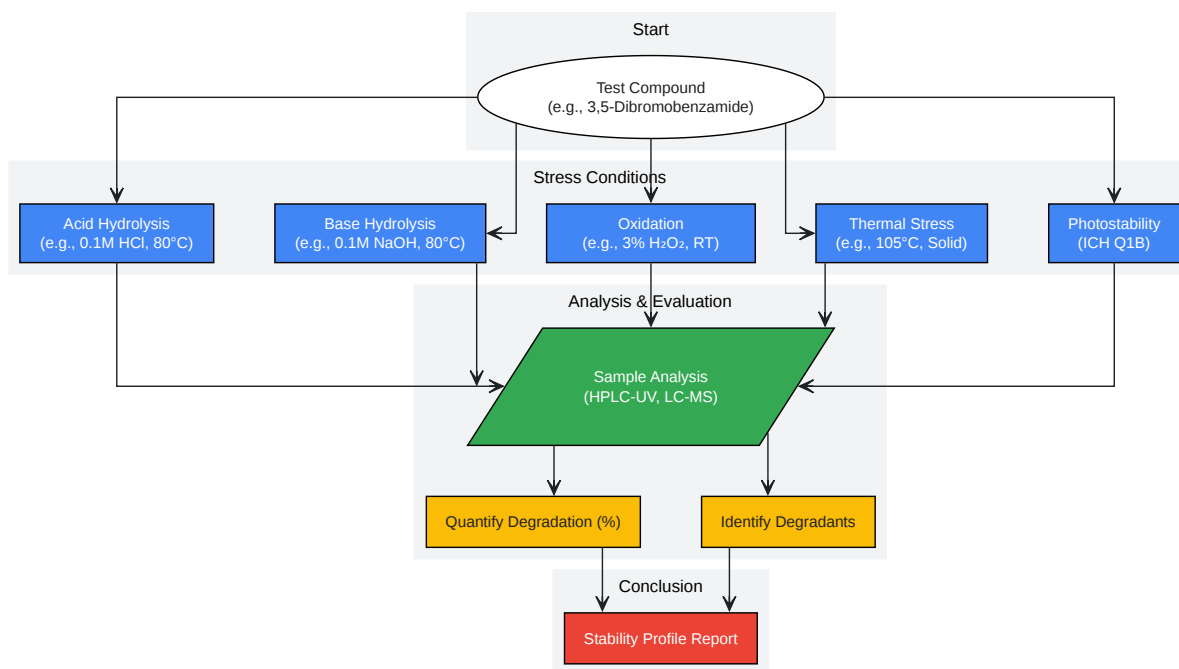 Start
Test Compound
(e.g., 3,5-Dibromobenzamide)
Stress Conditions
Acid Hydrolysis
(e.g., 0.1M HCl, 80°C)
Base Hydrolysis
(e.g., 0.1M NaOH, 80°C)
Oxidation
(e.g., 3% H₂O₂, RT)
Thermal Stress
(e.g., 105°C, Solid)
Photostability
(ICH Q1B)
Analysis & Evaluation
Sample Analysis
(HPLC-UV, LC-MS)
Quantify Degradation (%)
Identify Degradants
Conclusion
Stability Profile Report